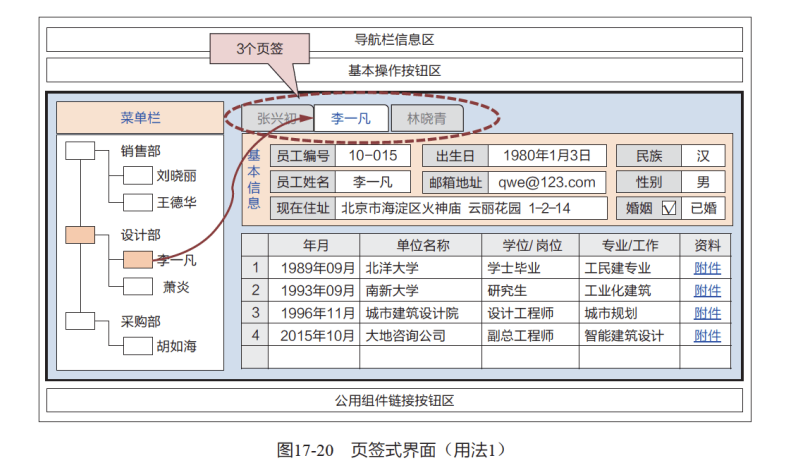 导航栏信息区
3个页签
基本操作按钮区
菜单栏
张兴初 李一凡 林晓青
销售部
刘晓丽
王德华
设计部
李一凡
萧炎
采购部
胡如海
基本信息
员工编号 10-015 出生日 1980年1月3日 民族 汉
员工姓名 李一凡 邮箱地址 qwe@123.com 性别 男
现在住址 北京市海淀区火神庙 云丽花园 1-2-14 婚姻 已婚
年月 单位名称 学位/岗位 专业/工作 资料
1 1989年09月 北洋大学 学士毕业 工民建专业 附件
2 1993年09月 南新大学 研究生 工业化建筑 附件
3 1996年11月 城市建筑设计院 设计工程师 城市规划 附件
4 2015年10月 大地咨询公司 副总工程师 智能建筑设计 附件
公用组件链接按钮区
图17-20 页签式界面（用法1）